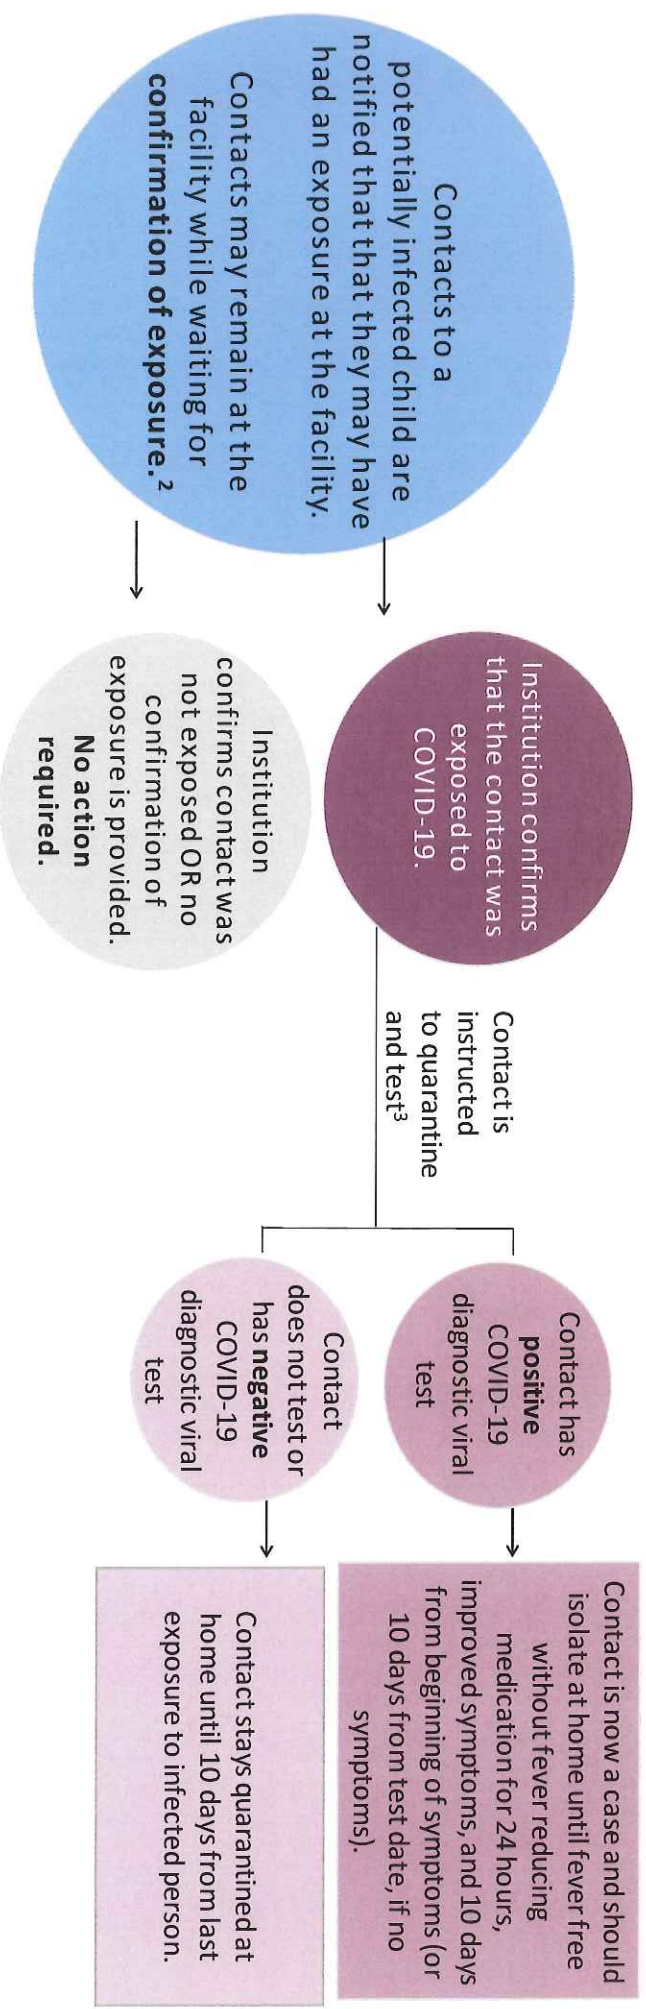 Contacts to a
potentially infected child are
notified that that they may have
had an exposure at the facility.
Contacts may remain at the
facility while waiting for
confirmation of exposure.²
Institution confirms
that the contact was
exposed to
COVID-19.
Institution
confirms contact was
not exposed OR no
confirmation of
exposure is provided.
No action
required.
Contact is
instructed
to quarantine
and test³
Contact has
positive
COVID-19
diagnostic viral
test
Contact
does not test or
has negative
COVID-19
diagnostic viral
test
Contact is now a case and should
isolate at home until fever free
without fever reducing
medication for 24 hours,
improved symptoms, and 10 days
from beginning of symptoms (or
10 days from test date, if no
symptoms).
Contact stays quarantined at
home until 10 days from last
exposure to infected person.